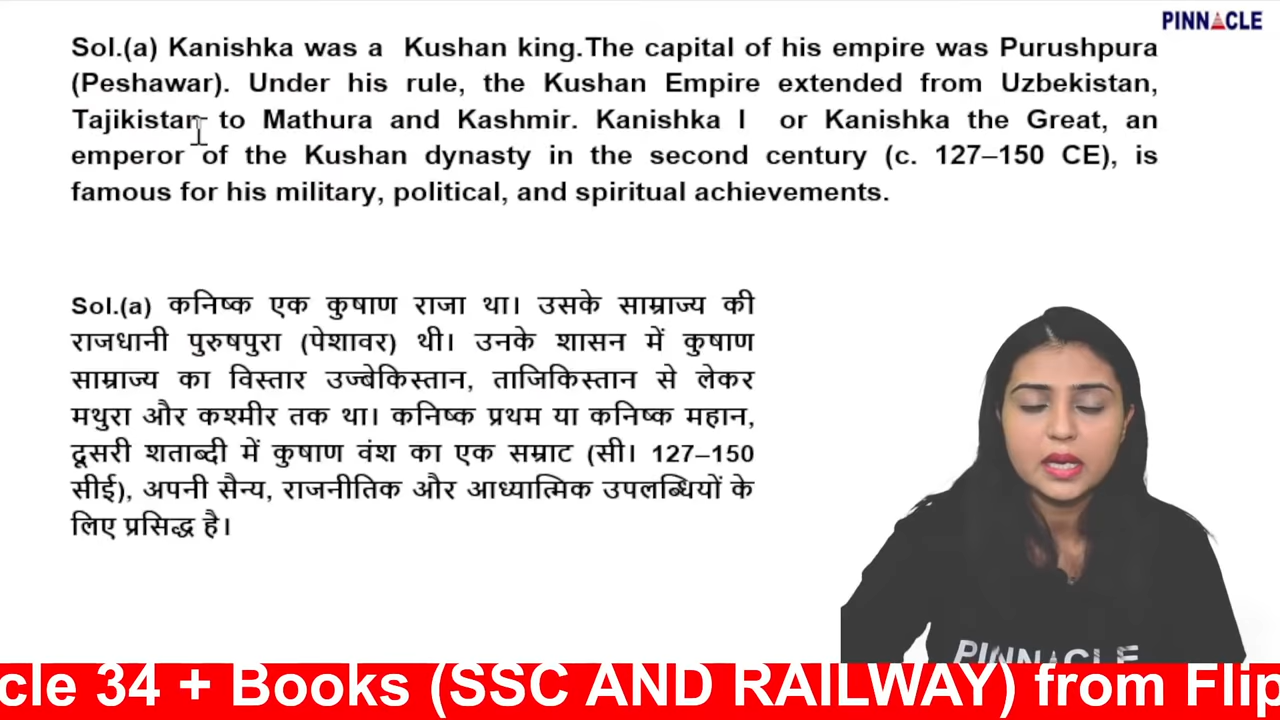 PINNACLE
Sol.(a) Kanishka was a Kushan king.The capital of his empire was Purushpura
(Peshawar). Under his rule, the Kushan Empire extended from Uzbekistan,
Tajikistan to Mathura and Kashmir. Kanishka I or Kanishka the Great, an
emperor of the Kushan dynasty in the second century (c. 127–150 CE), is
famous for his military, political, and spiritual achievements.
Sol.(a) कनिष्क एक कुषाण राजा था। उसके साम्राज्य की
राजधानी पुरुषपुरा (पेशावर) थी। उनके शासन में कुषाण
साम्राज्य का विस्तार उज्बेकिस्तान, ताजिकिस्तान से लेकर
मथुरा और कश्मीर तक था। कनिष्क प्रथम या कनिष्क महान,
दूसरी शताब्दी में कुषाण वंश का एक सम्राट (सी। 127–150
सीई), अपनी सैन्य, राजनीतिक और आध्यात्मिक उपलब्धियों के
लिए प्रसिद्ध है।
PINNACLE
cle 34 + Books (SSC AND RAILWAY) from Flip